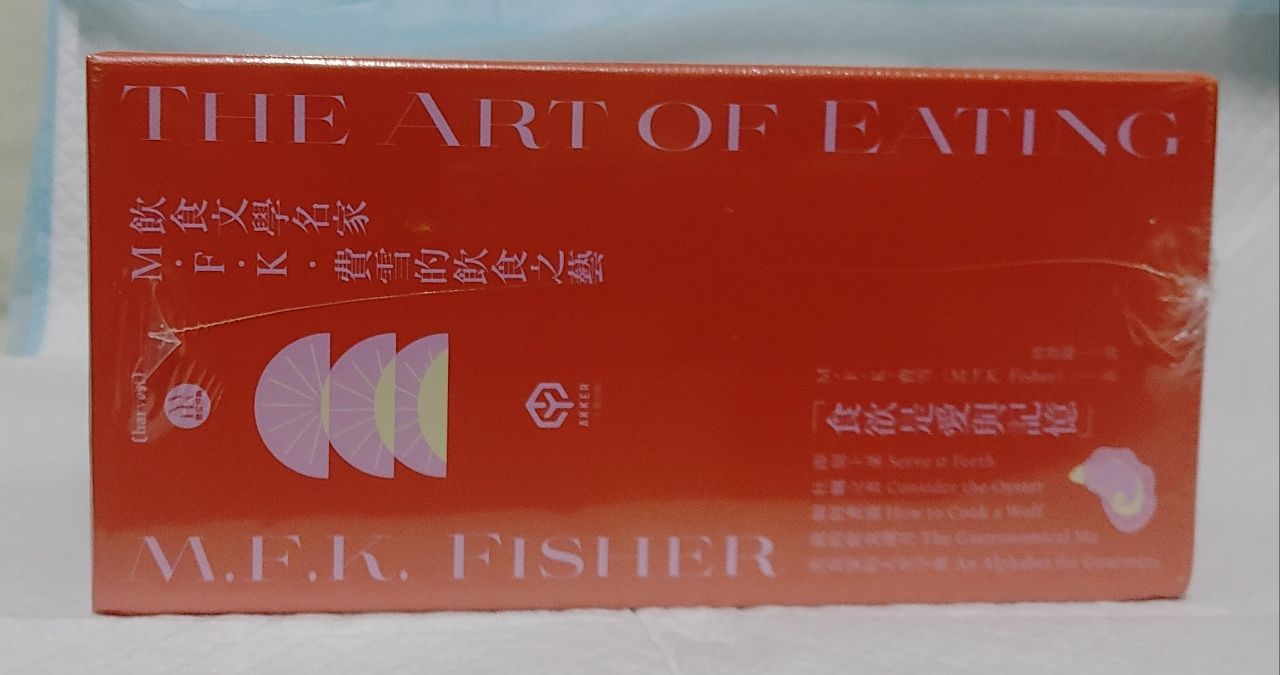 THE ART OF EATING
飲食文學名家
M·F·K·費雪的飲食之藝
{harvest}
AKKER
M·F·K·費雪（M.F.K. Fisher）
「食欲是愛與記憶」
Serve it Forth
Consider the Oyster
How to Cook a Wolf
The Gastronomical Me
An Alphabet for Gourmets
M.F.K. FISHER